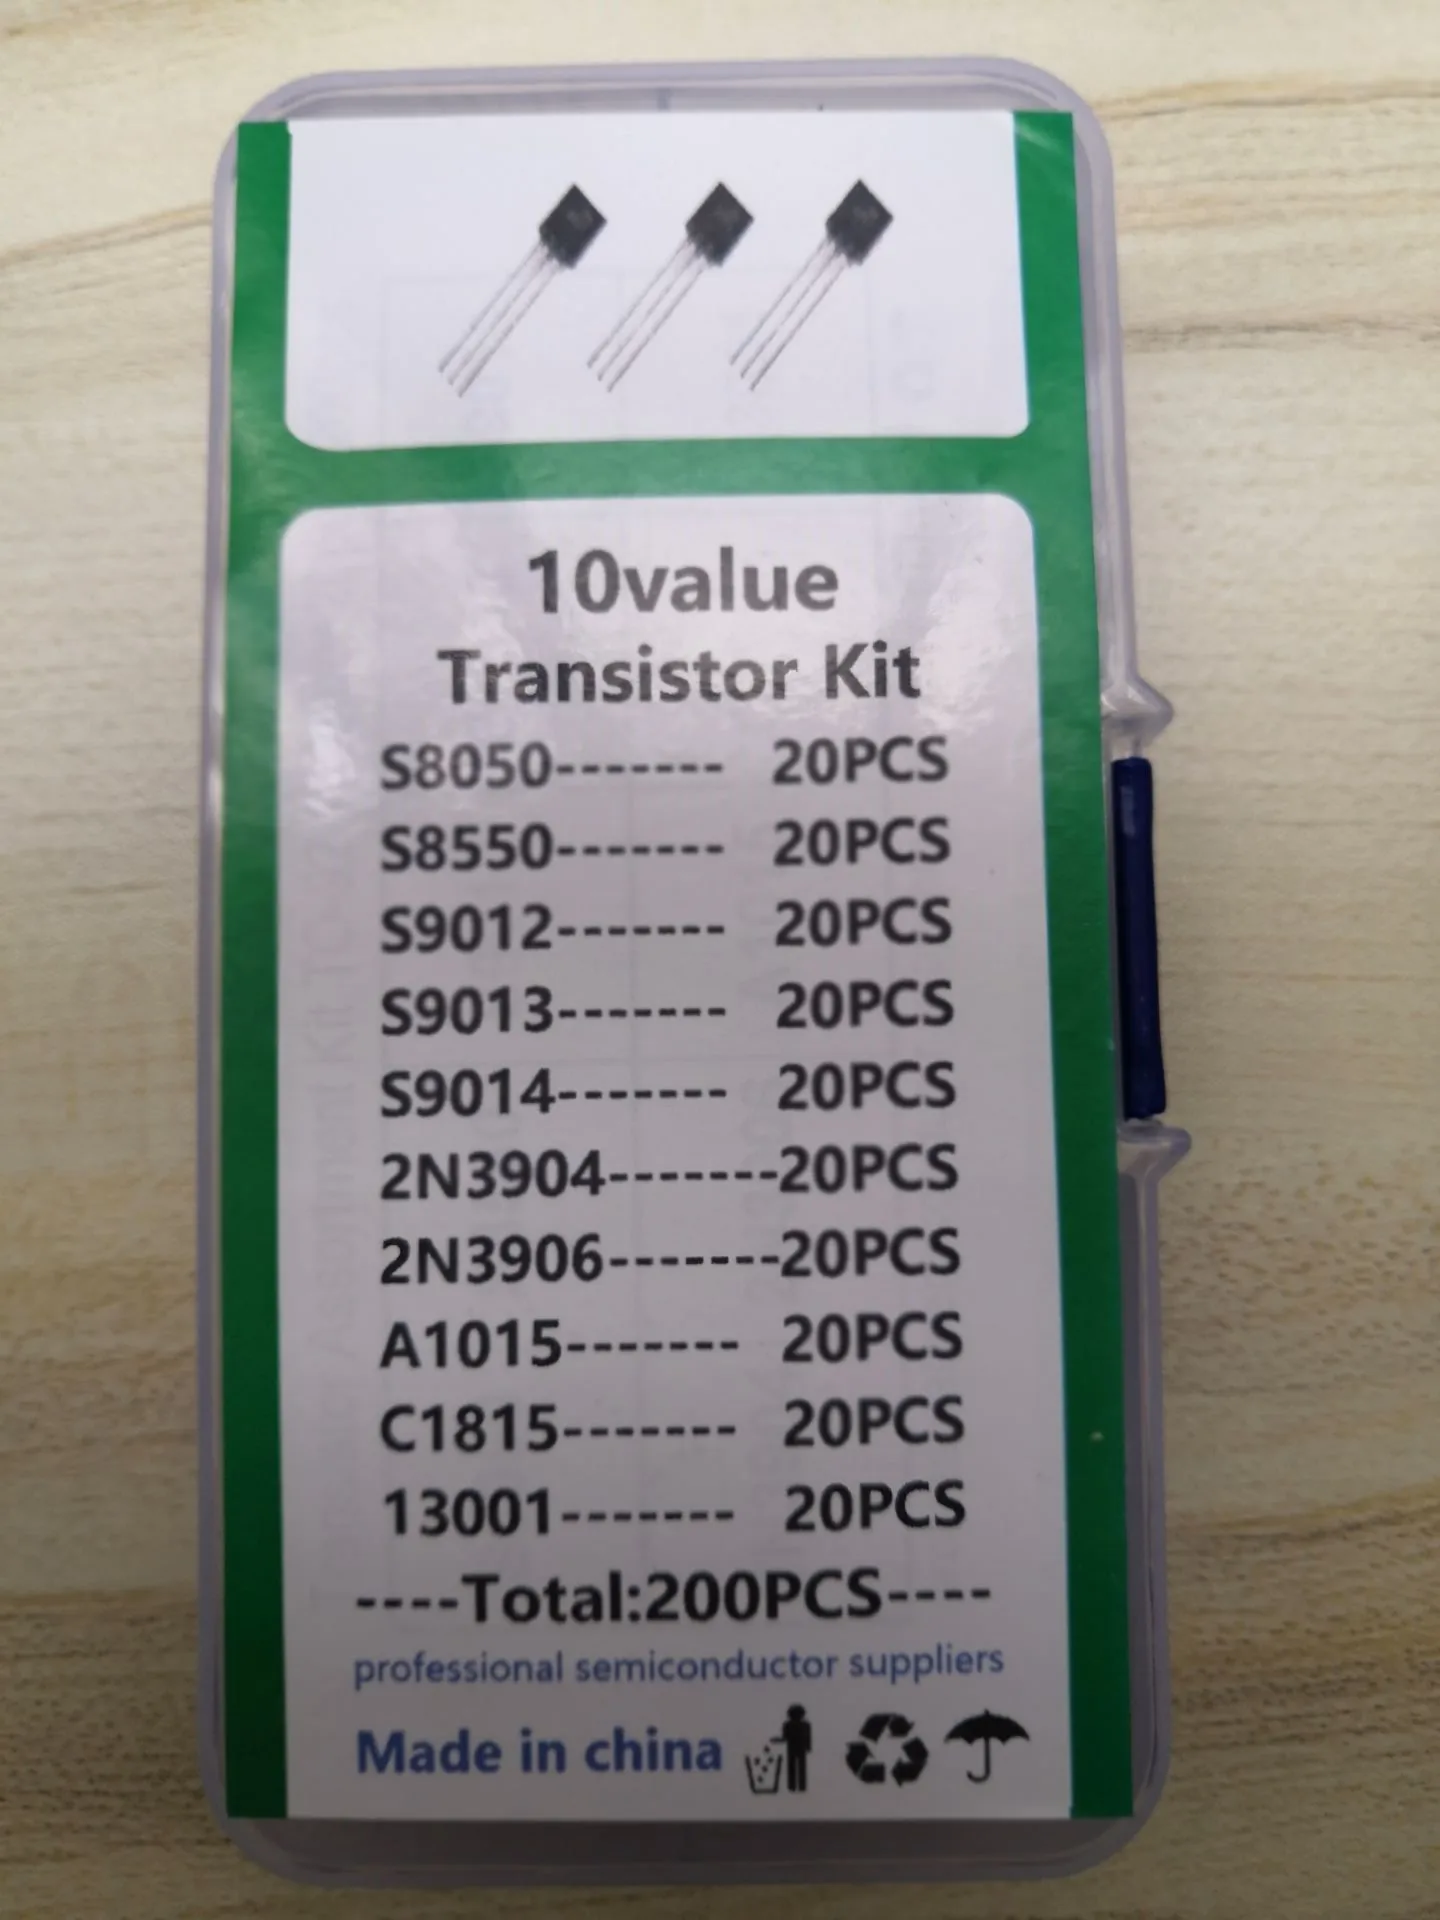 10value
Transistor Kit
S8050------- 20PCS
S8550------- 20PCS
S9012------- 20PCS
S9013------- 20PCS
S9014------- 20PCS
2N3904-------20PCS
2N3906-------20PCS
A1015------- 20PCS
C1815------- 20PCS
13001------- 20PCS
----Total:200PCS----
professional semiconductor suppliers
Made in china